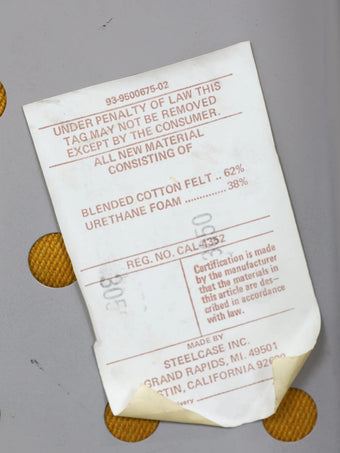 93-9500675-02
UNDER PENALTY OF LAW THIS
TAG MAY NOT BE REMOVED
EXCEPT BY THE CONSUMER.
ALL NEW MATERIAL
CONSISTING OF
BLENDED COTTON FELT .. 62%
URETHANE FOAM .............. 38%
REG. NO. CAL-4352
Certification is made
by the manufacturer
that the materials in
this article are des-
cribed in accordance
with law.
MADE BY
STEELCASE INC.
GRAND RAPIDS, MI. 49501
TIN, CALIFORNIA